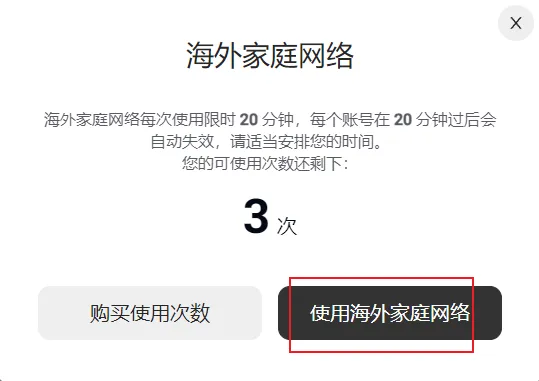 X
海外家庭网络
海外家庭网络每次使用限时 20 分钟，每个账号在 20 分钟过后会
自动失效，请适当安排您的时间。
您的可使用次数还剩下：
3 次
购买使用次数
使用海外家庭网络